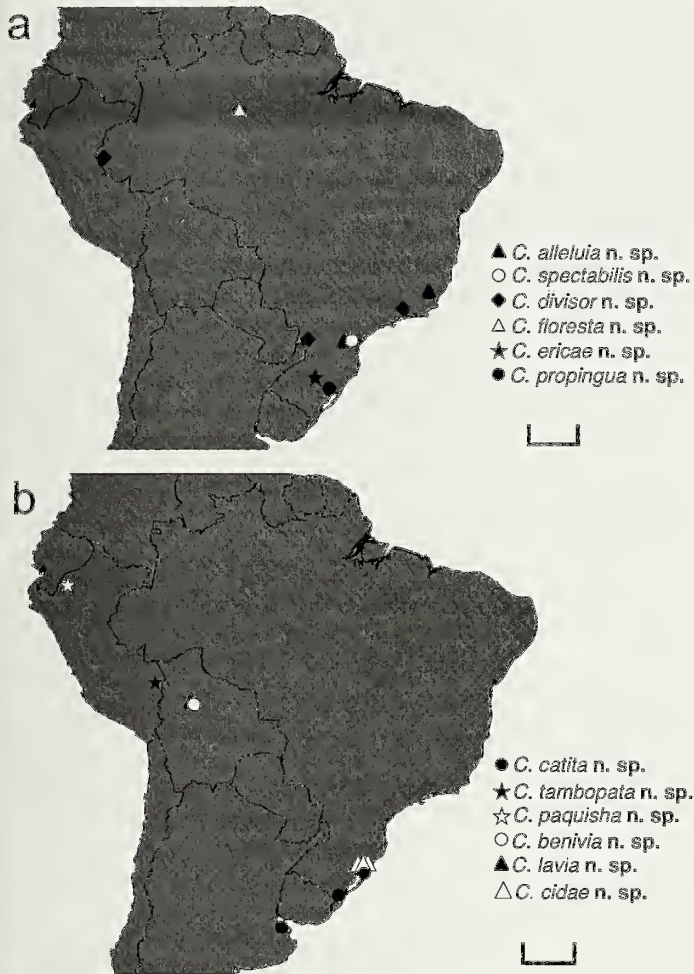 a
▲ C. alleluia n. sp.
○ C. spectabilis n. sp.
◆ C. divisor n. sp.
△ C. floresta n. sp.
★ C. ericae n. sp.
● C. propingua n. sp.
b
● C. catita n. sp.
★ C. tambopata n. sp.
☆ C. paquisha n. sp.
○ C. benivia n. sp.
▲ C. lavia n. sp.
△ C. cidae n. sp.